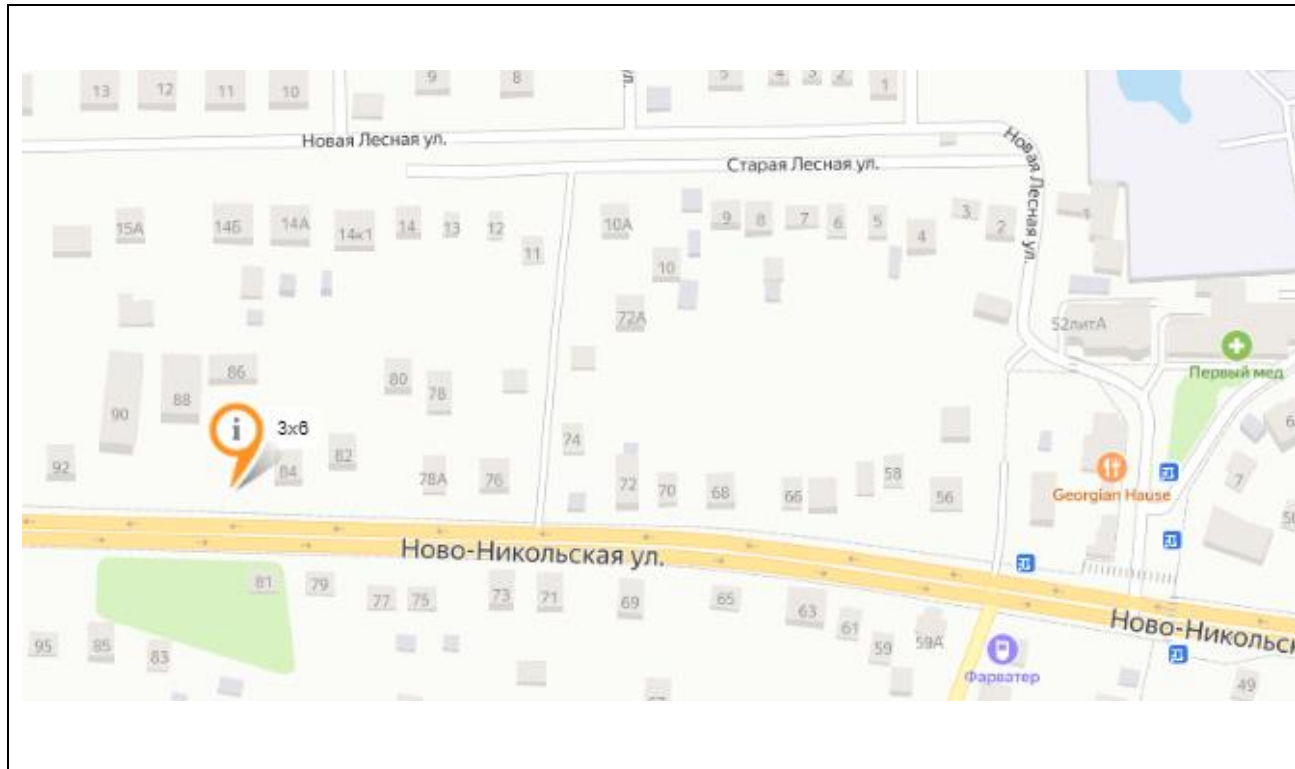 13 12 11 10 9 8 5 4 3 2 1
ул.
Новая Лесная ул.
Старая Лесная ул.
Новая Лесная ул.
15А 14Б 14А 14к1 14 13 12 11 10А 10 9 8 7 6 5 4 3 2 1
72А
52литА
Первый мед
90 88 86 80 78
3х6
92 84 82 78А 76 74 72 70 68 66 58 56
Georgian Hause
7
Ново-Никольская ул.
81 79 77 75 73 71 69 65 63 61 59 59А
Ново-Никольск
95 85 83
Фарватер
49